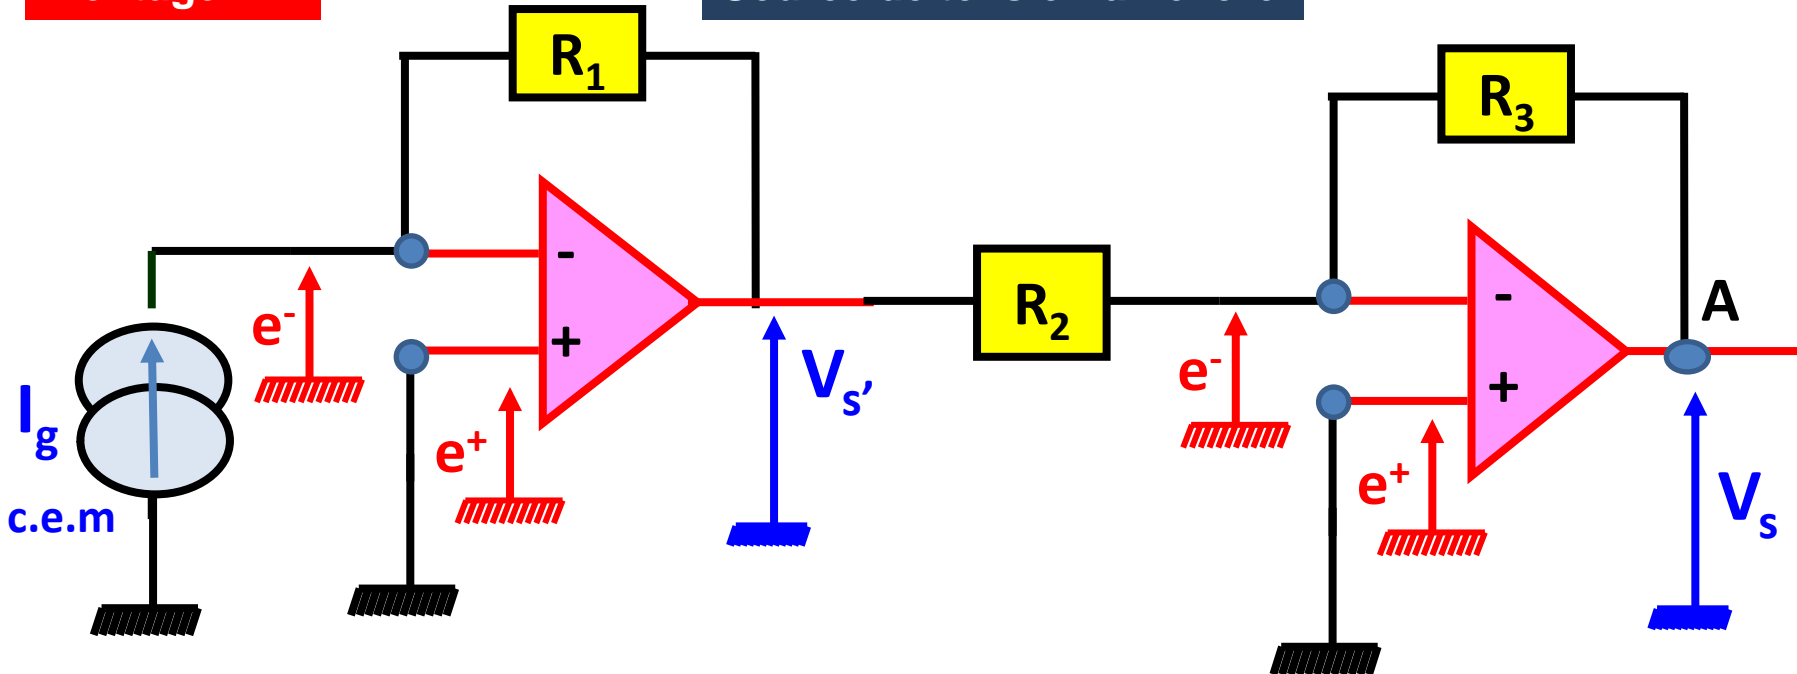 R1
R3
-
+
e-
e+
Ig
c.e.m
Vs'
R2
A
-
+
e-
e+
Vs